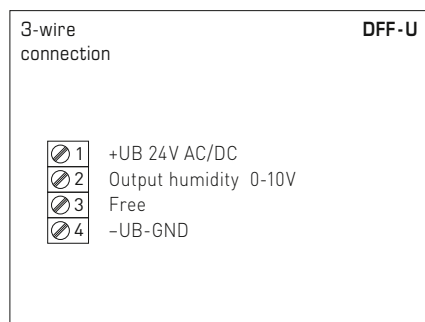 3-wire DFF-U
connection
1 +UB 24V AC/DC
2 Output humidity 0-10V
3 Free
4 –UB-GND